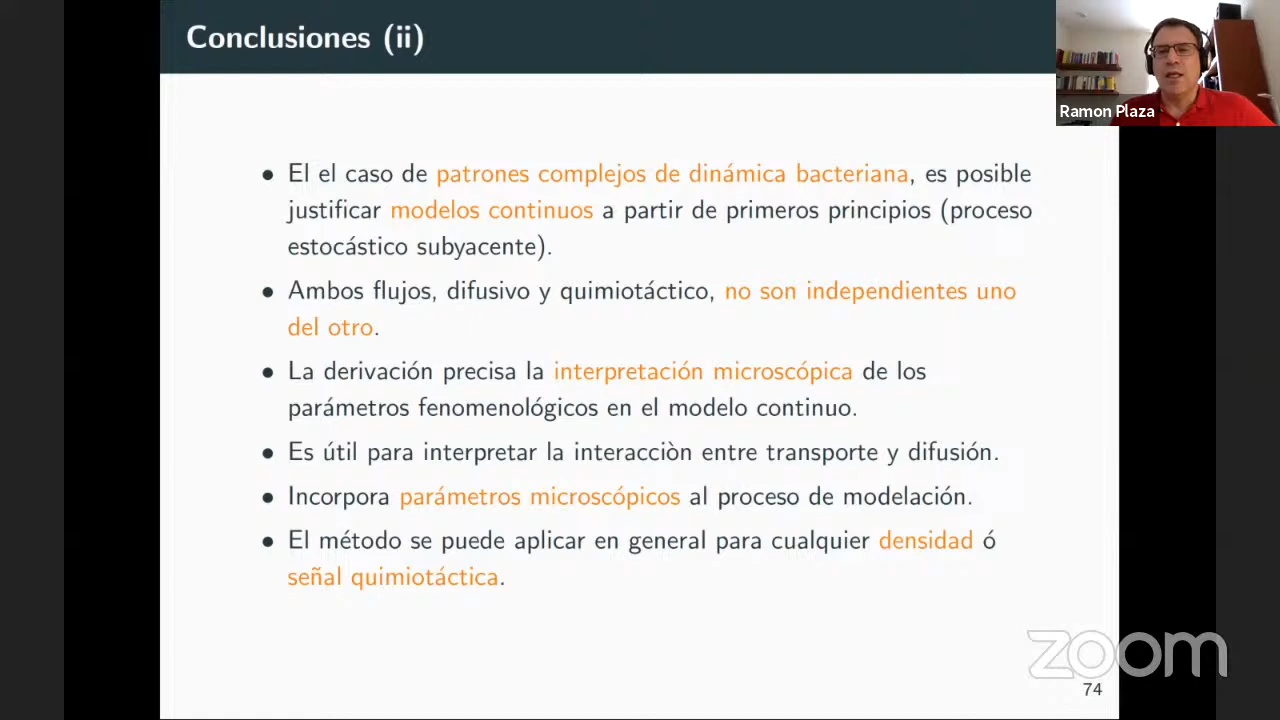 Conclusiones (ii)
Ramon Plaza
• El el caso de patrones complejos de dinámica bacteriana, es posible
justificar modelos continuos a partir de primeros principios (proceso
estocástico subyacente).
• Ambos flujos, difusivo y quimiotáctico, no son independientes uno
del otro.
• La derivación precisa la interpretación microscópica de los
parámetros fenomenológicos en el modelo continuo.
• Es útil para interpretar la interacciòn entre transporte y difusión.
• Incorpora parámetros microscópicos al proceso de modelación.
• El método se puede aplicar en general para cualquier densidad ó
señal quimiotáctica.
zoom
74